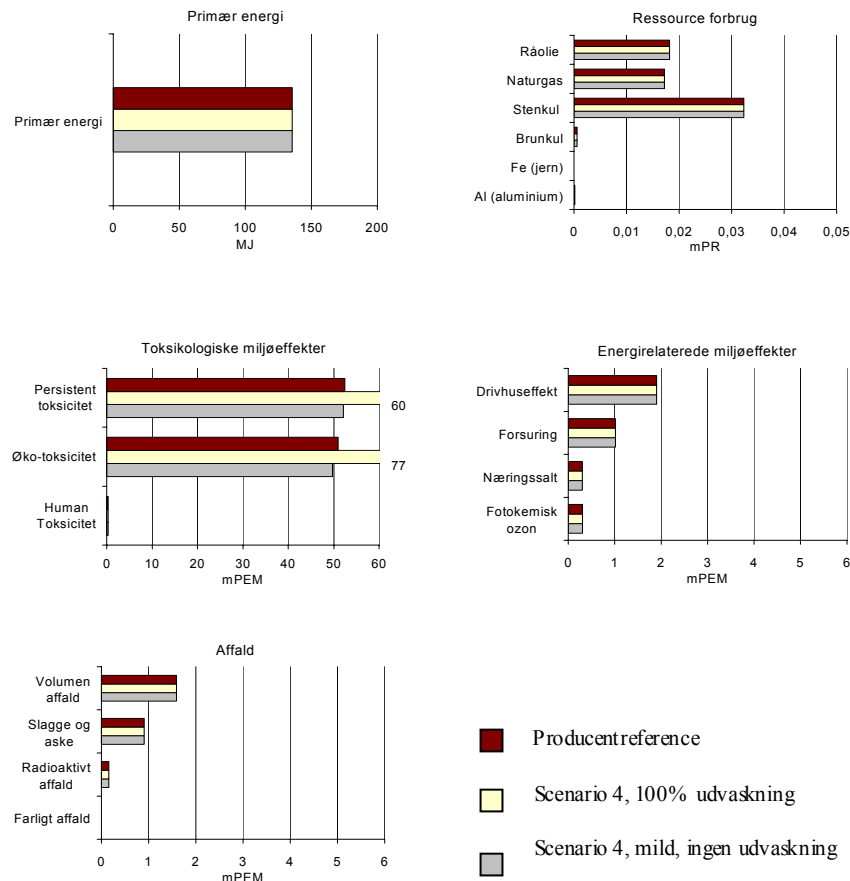 Primær energi
Primær energi
0 50 100 150 200
MJ
Ressource forbrug
Råolie
Naturgas
Stenkul
Brunkul
Fe (jern)
Al (aluminium)
0 0,01 0,02 0,03 0,04 0,05
mPR
Toksikologiske miljøeffekter
Persistent
toksicitet
60
Øko-toksicitet
77
Human
Toksicitet
0 10 20 30 40 50 60
mPEM
Energirelaterede miljøeffekter
Drivhuseffekt
Forsuring
Næringssalt
Fotokemisk
ozon
0 1 2 3 4 5 6
mPEM
Affald
Volumen
affald
Slagge og
aske
Radioaktivt
affald
Farligt affald
0 1 2 3 4 5 6
mPEM
Producentreference
Scenario 4, 100% udvaskning
Scenario 4, mild, ingen udvaskning